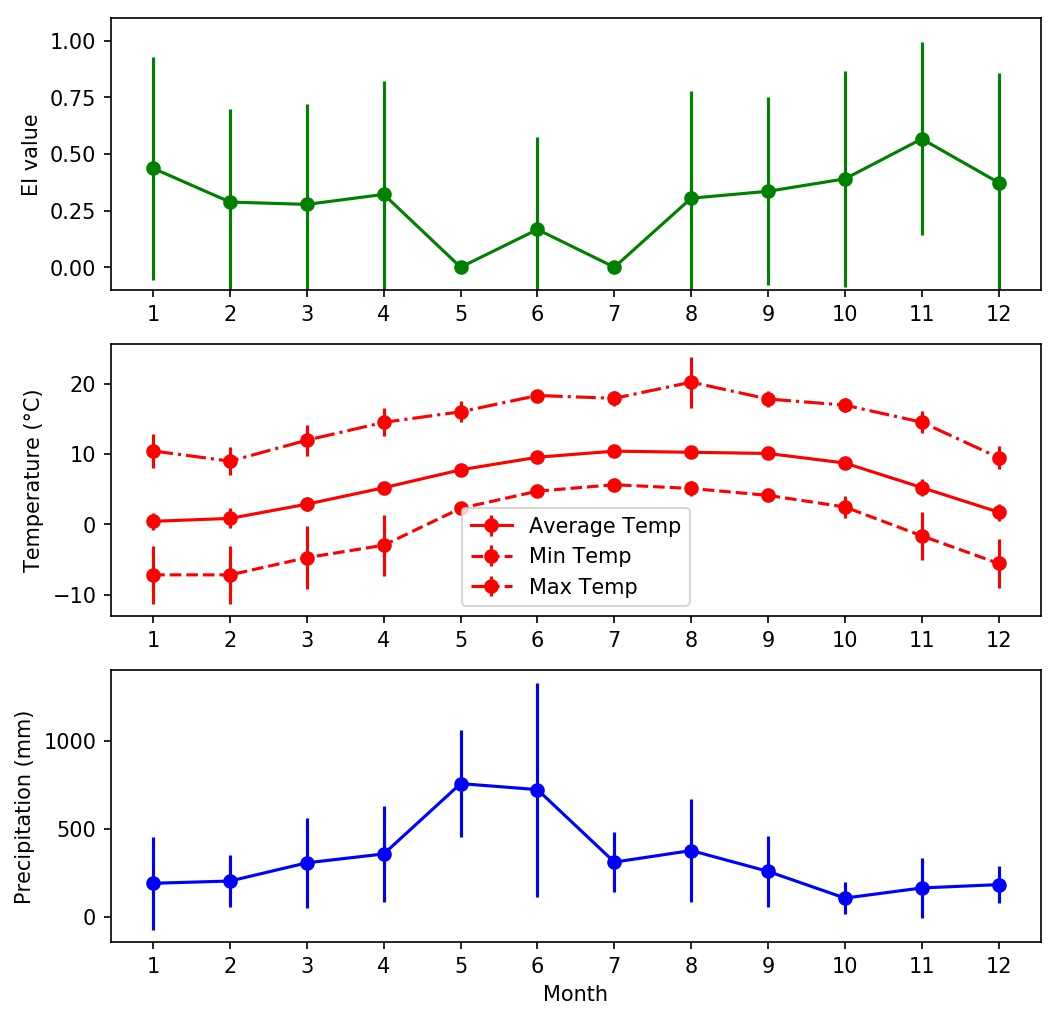 1.00
0.75
0.50
0.25
0.00
EI value
1 2 3 4 5 6 7 8 9 10 11 12
20
10
0
−10
Temperature (°C)
Average Temp
Min Temp
Max Temp
1 2 3 4 5 6 7 8 9 10 11 12
1000
500
0
Precipitation (mm)
1 2 3 4 5 6 7 8 9 10 11 12
Month